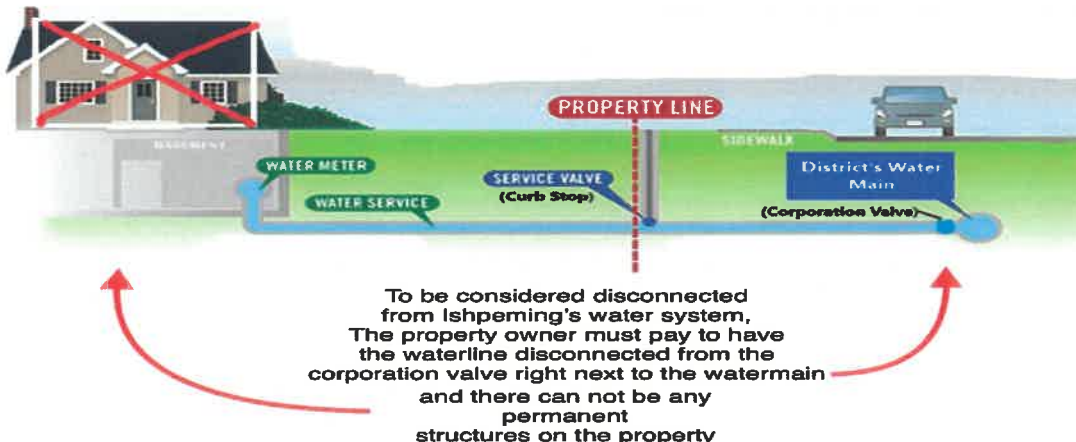 PROPERTY LINE
SIDEWALK
BASEMENT
WATER METER
SERVICE VALVE
(Curb Stop)
District's Water
Main
WATER SERVICE
(Corporation Valve)
To be considered disconnected
from Ishpeming's water system,
The property owner must pay to have
the waterline disconnected from the
corporation valve right next to the watermain
and there can not be any
permanent
structures on the property